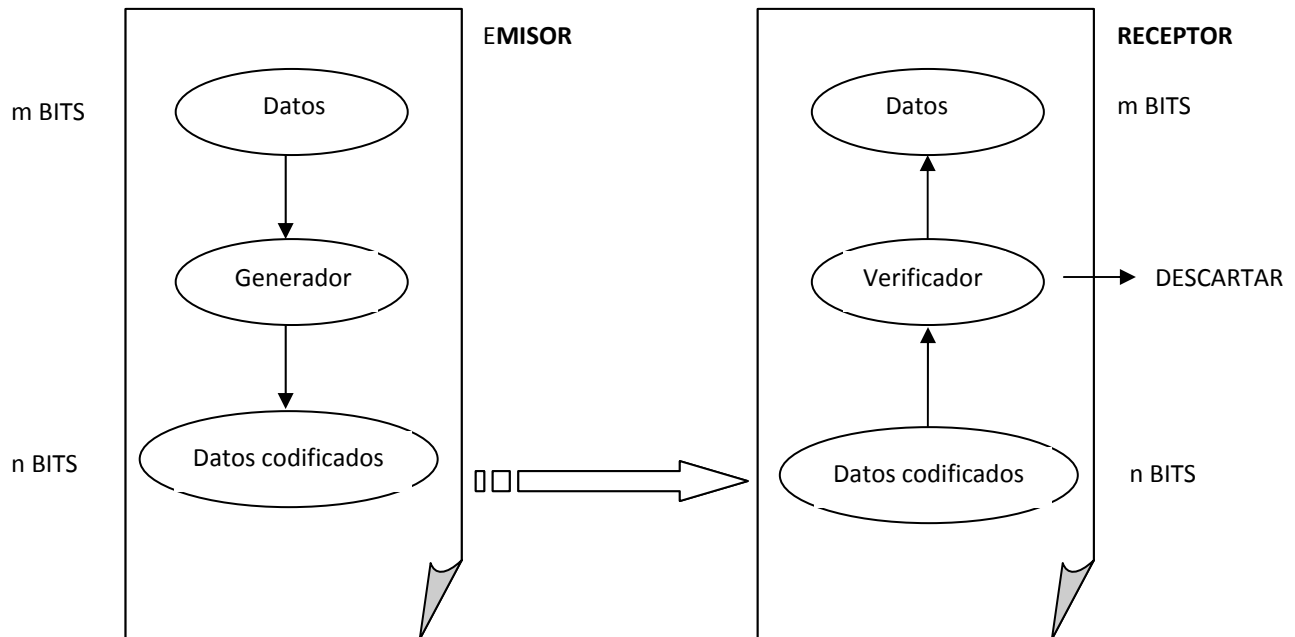 EMISOR
m BITS
Datos
Generador
n BITS
Datos codificados
RECEPTOR
Datos
m BITS
Verificador
DESCARTAR
Datos codificados
n BITS